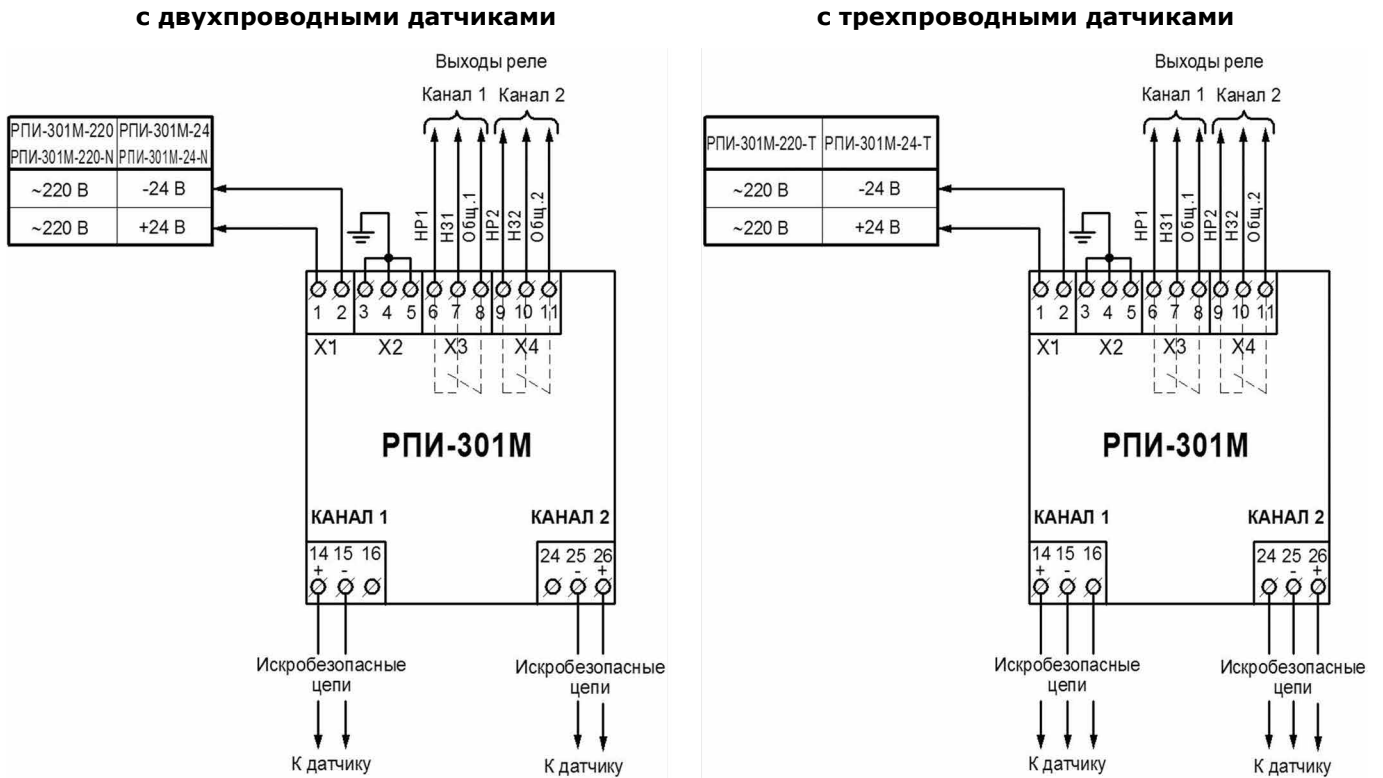 с двухпроводными датчиками
Выходы реле
Канал 1 Канал 2
РПИ-301М-220 РПИ-301М-24
РПИ-301М-220-N РПИ-301М-24-N
~220 В -24 В
~220 В +24 В
НР1
НЗ1
Общ.1
НР2
НЗ2
Общ.2
1 2 3 4 5 6 7 8 9 10 11
X1 X2 X3 X4
РПИ-301М
КАНАЛ 1 КАНАЛ 2
14 15 16 24 25 26
+ - - +
Искробезопасные Искробезопасные
цепи цепи
К датчику К датчику
с трехпроводными датчиками
Выходы реле
Канал 1 Канал 2
РПИ-301М-220-Т РПИ-301М-24-Т
~220 В -24 В
~220 В +24 В
НР1
НЗ1
Общ.1
НР2
НЗ2
Общ.2
1 2 3 4 5 6 7 8 9 10 11
X1 X2 X3 X4
РПИ-301М
КАНАЛ 1 КАНАЛ 2
14 15 16 24 25 26
+ - - +
Искробезопасные Искробезопасные
цепи цепи
К датчику К датчику